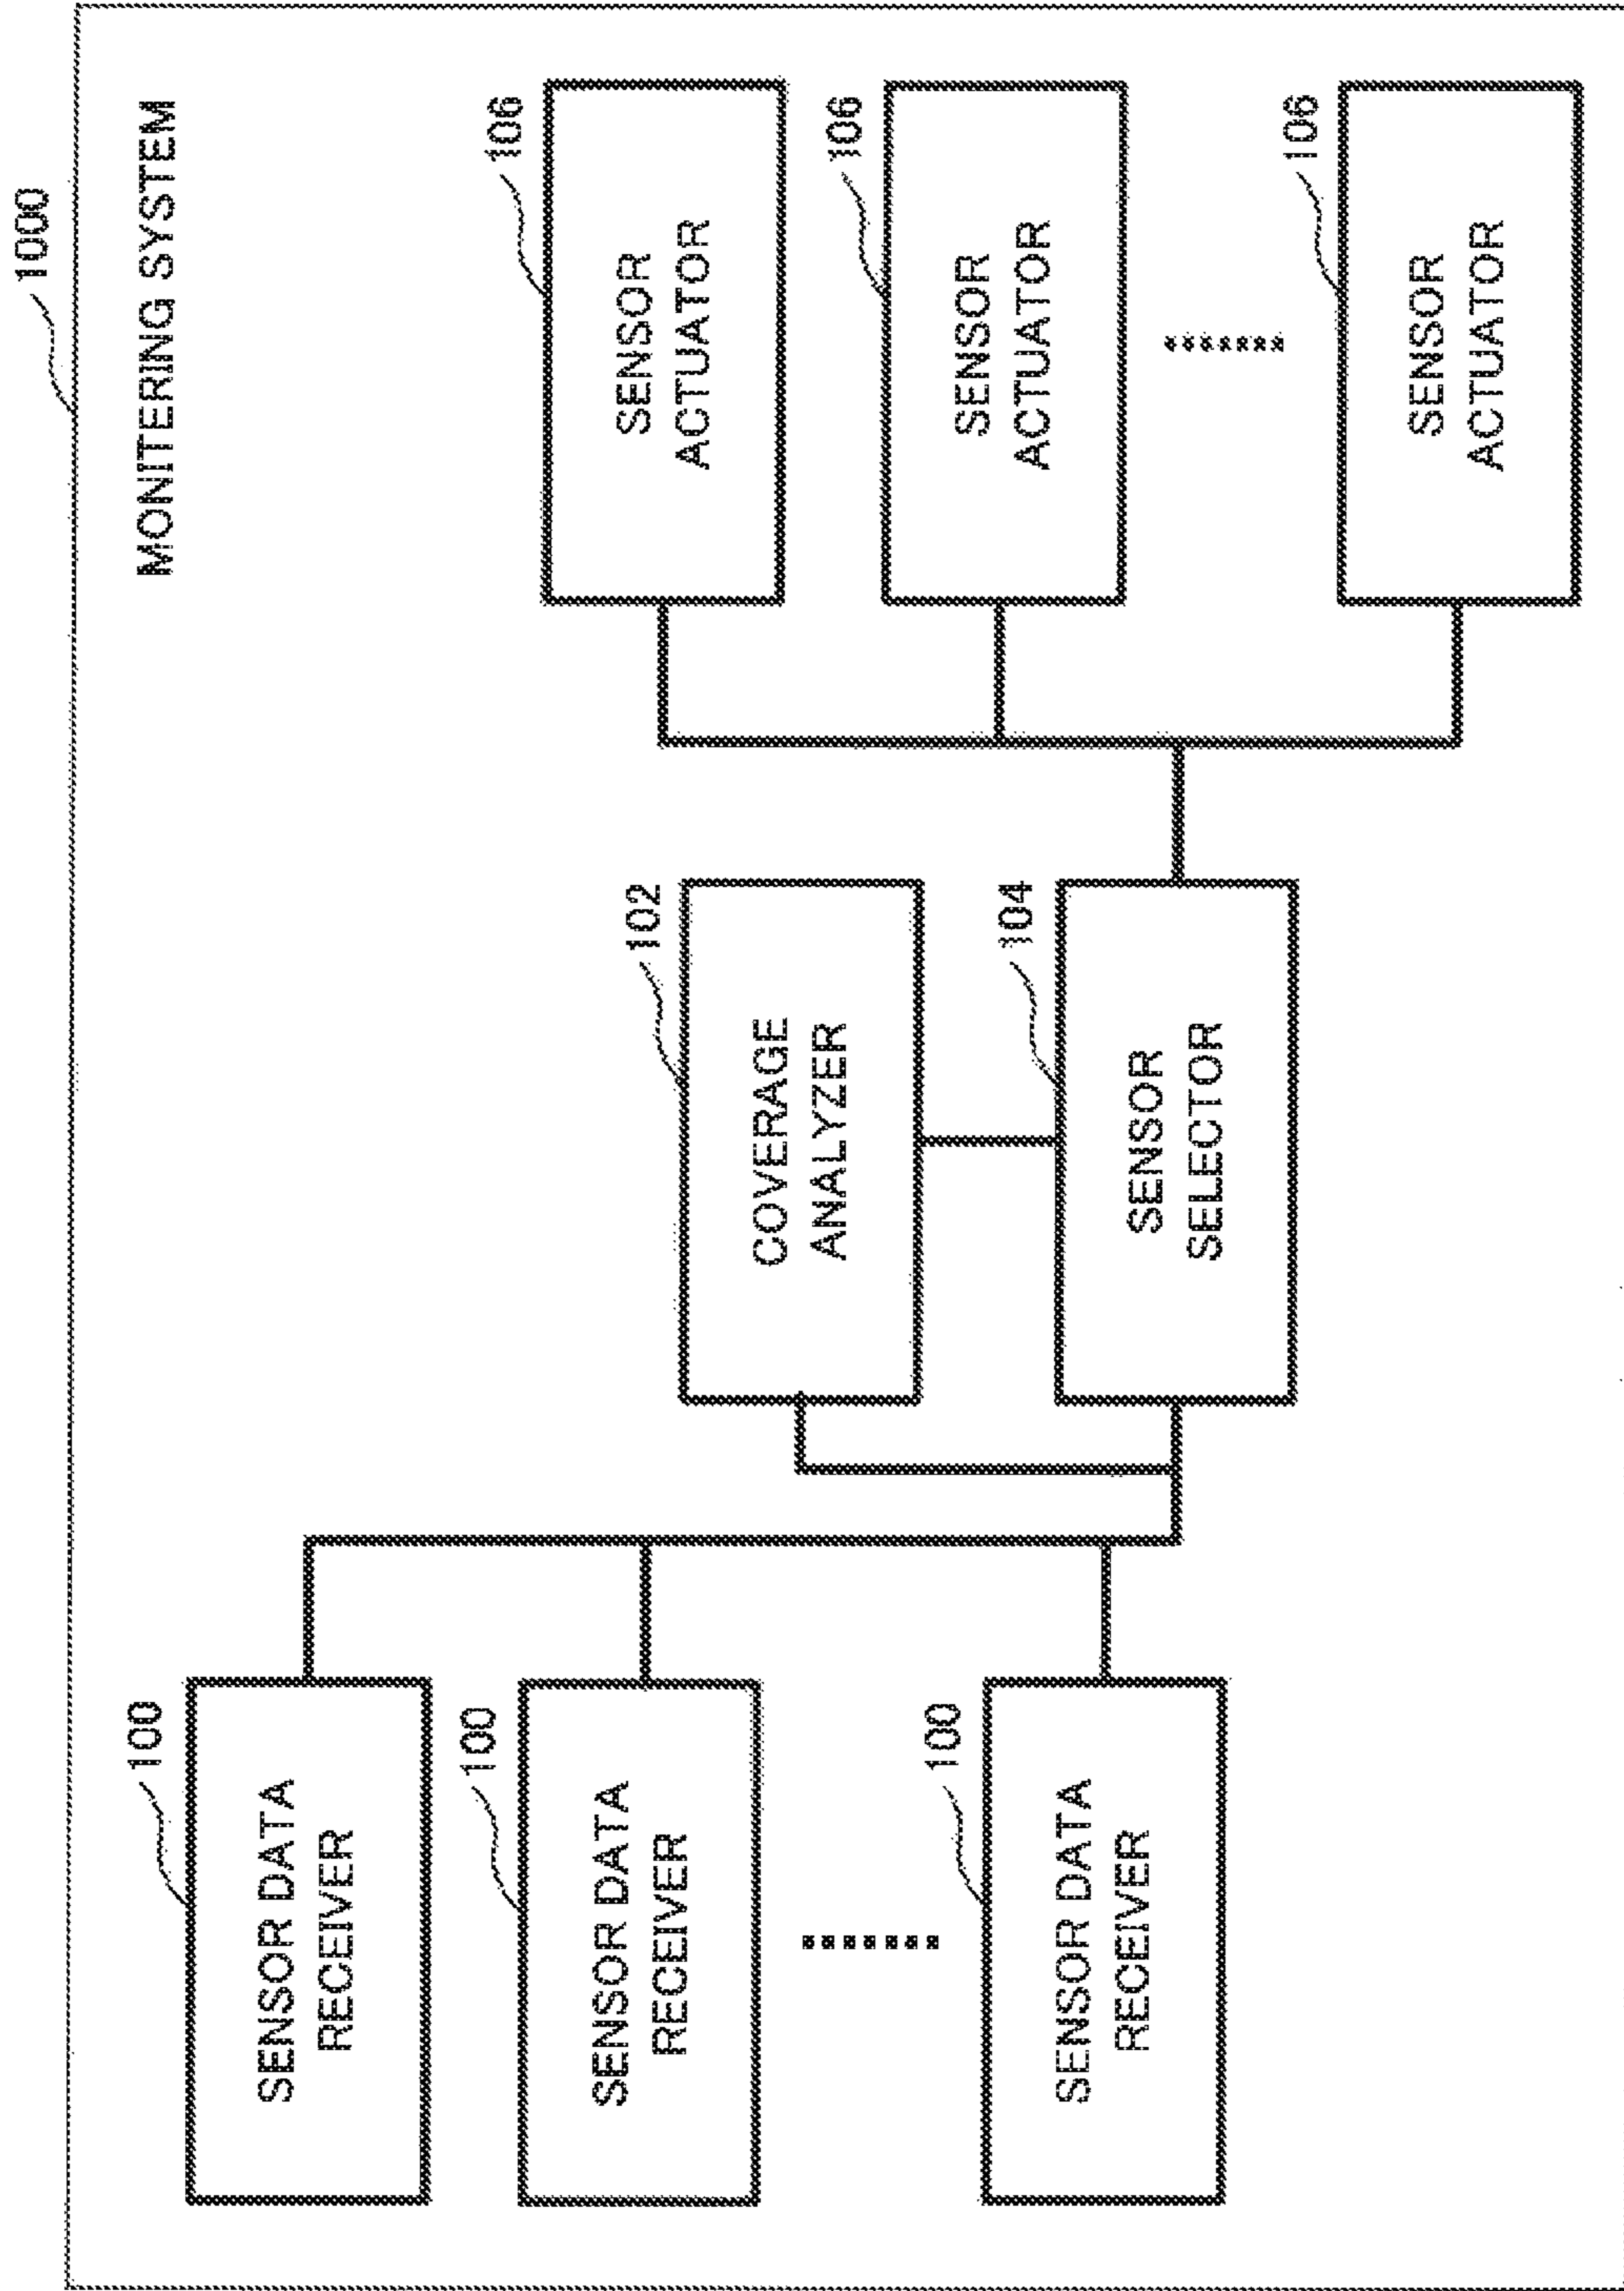 1000
MONITERING SYSTEM
100
SENSOR DATA
RECEIVER
100
SENSOR DATA
RECEIVER
100
SENSOR DATA
RECEIVER
102
COVERAGE
ANALYZER
104
SENSOR
SELECTOR
106
SENSOR
ACTUATOR
106
SENSOR
ACTUATOR
106
SENSOR
ACTUATOR